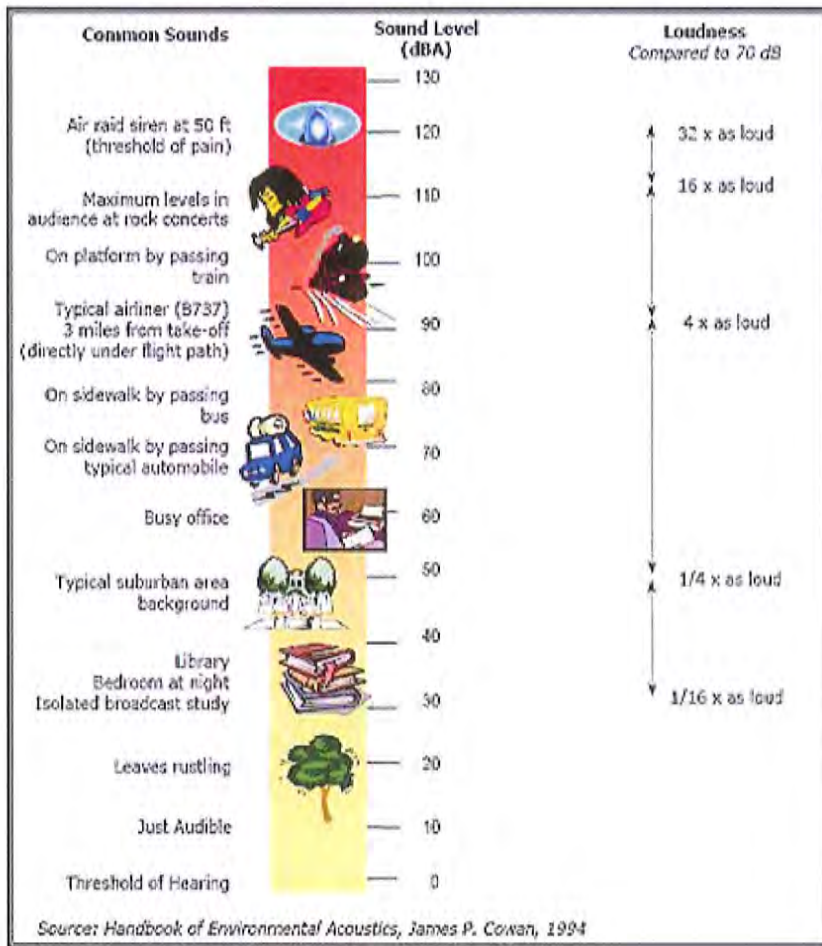 Common Sounds
Sound Level
(dBA)
Loudness
Compared to 70 dB
130
Air raid siren at 50 ft
(threshold of pain)
120
32 x as loud
Maximum levels in
audience at rock concerts
110
16 x as loud
On platform by passing
train
100
Typical airliner (B737)
3 miles from take-off
(directly under flight path)
90
4 x as loud
80
On sidewalk by passing
bus
On sidewalk by passing
typical automobile
70
Busy office
60
Typical suburban area
background
50
1/4 x as loud
40
Library
Bedroom at night
Isolated broadcast study
30
1/16 x as loud
Leaves rustling
20
Just Audible
10
Threshold of Hearing
0
Source: Handbook of Environmental Acoustics, James P. Cowan, 1994